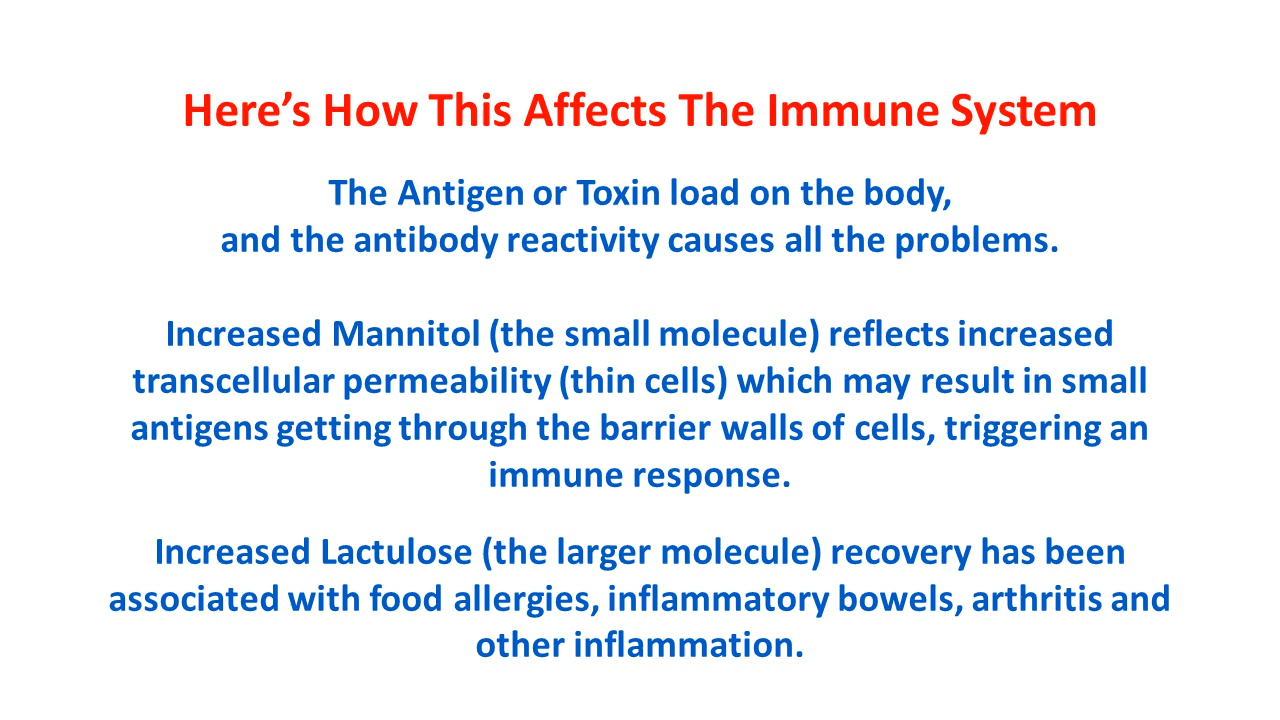 Here’s How This Affects The Immune System
The Antigen or Toxin load on the body,
and the antibody reactivity causes all the problems.
Increased Mannitol (the small molecule) reflects increased
transcellular permeability (thin cells) which may result in small
antigens getting through the barrier walls of cells, triggering an
immune response.
Increased Lactulose (the larger molecule) recovery has been
associated with food allergies, inflammatory bowels, arthritis and
other inflammation.